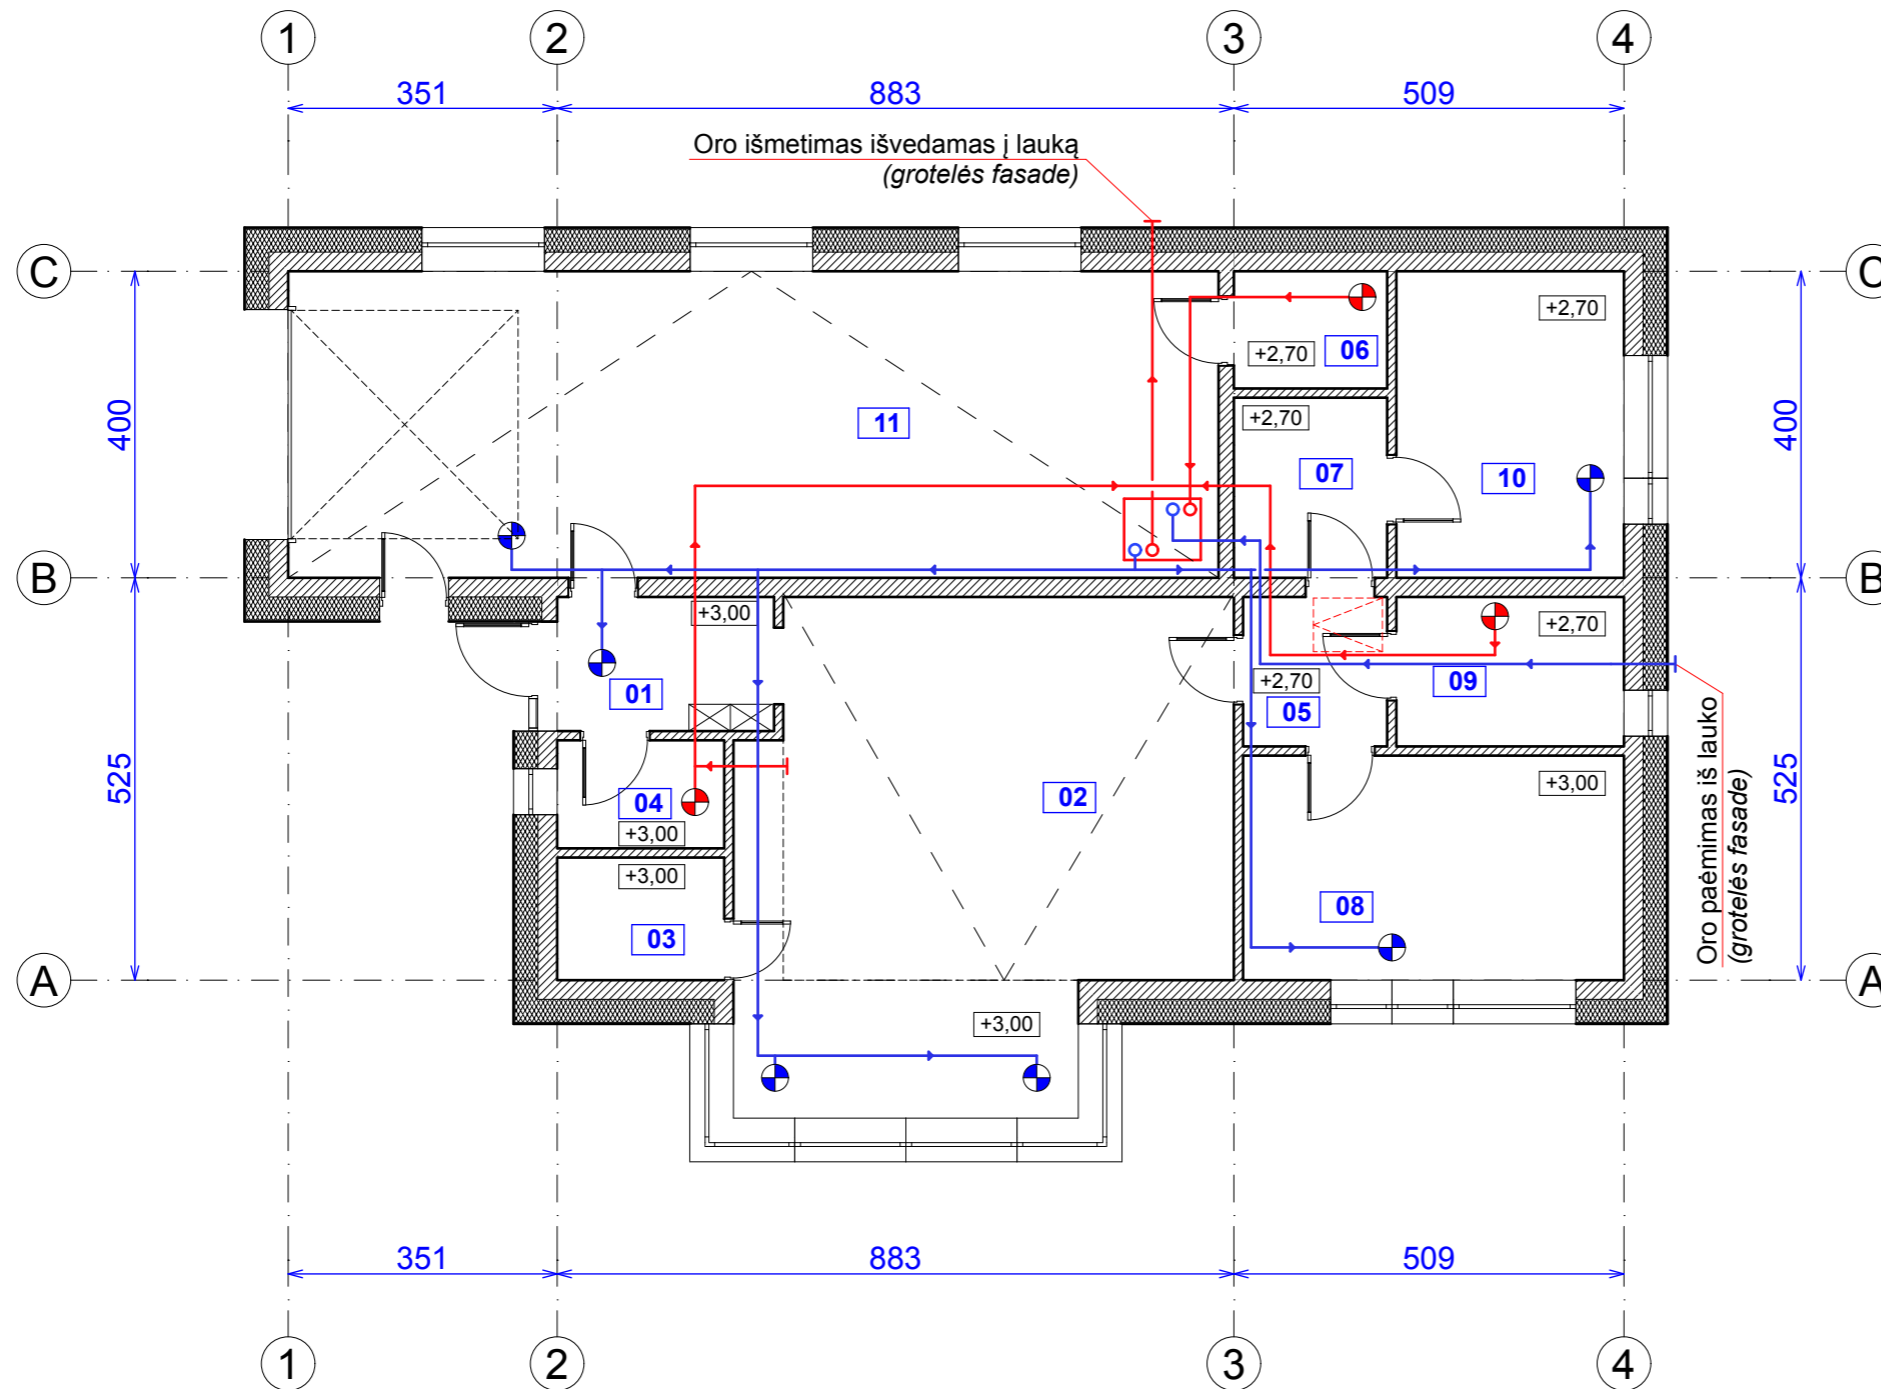 1 2 3 4
351 883 509
Oro išmetimas išvedamas į lauką
(grotelės fasade)
C C
+2,70
+2,70 06
400 11 +2,70 400
07 10
B B
+3,00 +2,70
01 +2,70 09
05
525 04 02 +3,00 525
+3,00
+3,00
03 08
Oro paėmimas iš lauko
(grotelės fasade)
A A
+3,00
351 883 509
1 2 3 4